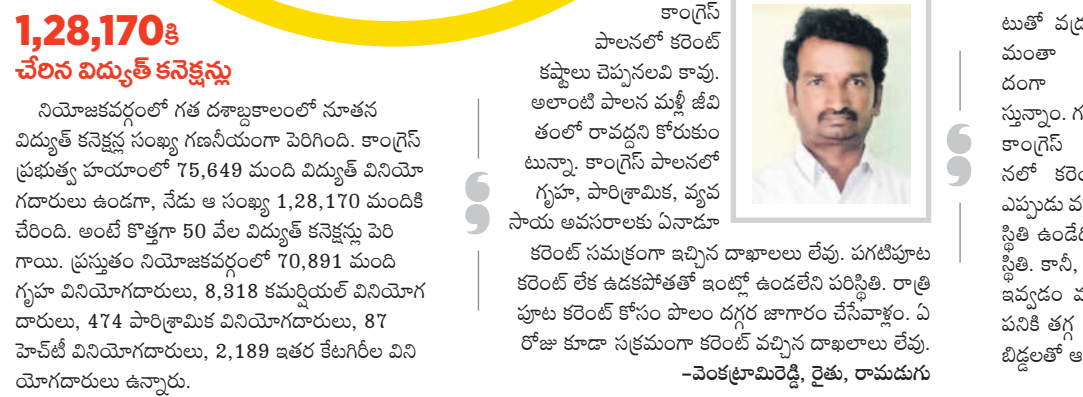 1,28,170కి
చేరిన విద్యుత్ కనెక్షన్లు
నియోజకవర్గంలో గత దశాబ్దకాలంలో నూతన
విద్యుత్ కనెక్షన్ల సంఖ్య గణనీయంగా పెరిగింది. కాంగ్రెస్
ప్రభుత్వ హయాంలో 75,649 మంది విద్యుత్ వినియో
గదారులు ఉండగా, నేడు ఆ సంఖ్య 1,28,170 మందికి
చేరింది. అంటే కొత్తగా 50 వేల విద్యుత్ కనెక్షన్లు పెరి
గాయి. ప్రస్తుతం నియోజకవర్గంలో 70,891 మంది
గృహ వినియోగదారులు, 8,318 కమర్షియల్ వినియోగ
దారులు, 474 పారిశ్రామిక వినియోగదారులు, 87
హెచ్‌టీ వినియోగదారులు, 2,189 ఇతర కేటగిరీల విని
యోగదారులు ఉన్నారు.
కాంగ్రెస్
పాలనలో కరెంట్
కష్టాలు చెప్పనలవి కావు.
అలాంటి పాలన మళ్లీ జీవి
తంలో రావద్దని కోరుకుం
టున్నా. కాంగ్రెస్ పాలనలో
గృహ, పారిశ్రామిక, వ్యవ
సాయ అవసరాలకు ఏనాడూ
కరెంట్ సమక్రంగా ఇచ్చిన దాఖాలలు లేవు. పగటిపూట
కరెంట్ లేక ఉడకపోతతో ఇంట్లో ఉండలేని పరిస్థితి. రాత్రి
పూట కరెంట్ కోసం పొలం దగ్గర జాగారం చేసేవాళ్లం. ఏ
రోజు కూడా సక్రమంగా కరెంట్ వచ్చిన దాఖలాలు లేవు.
–వెంకట్రామిరెడ్డి, రైతు, రామడుగు
టుతో
మంతా
దంగా
స్తున్నాం.
కాంగ్రెస్
నలో
ఎప్పుడు
స్థితి ఉండేది
స్థితి. కానీ,
ఇవ్వడం
పనికి తగ్గ
బిడ్డలతో